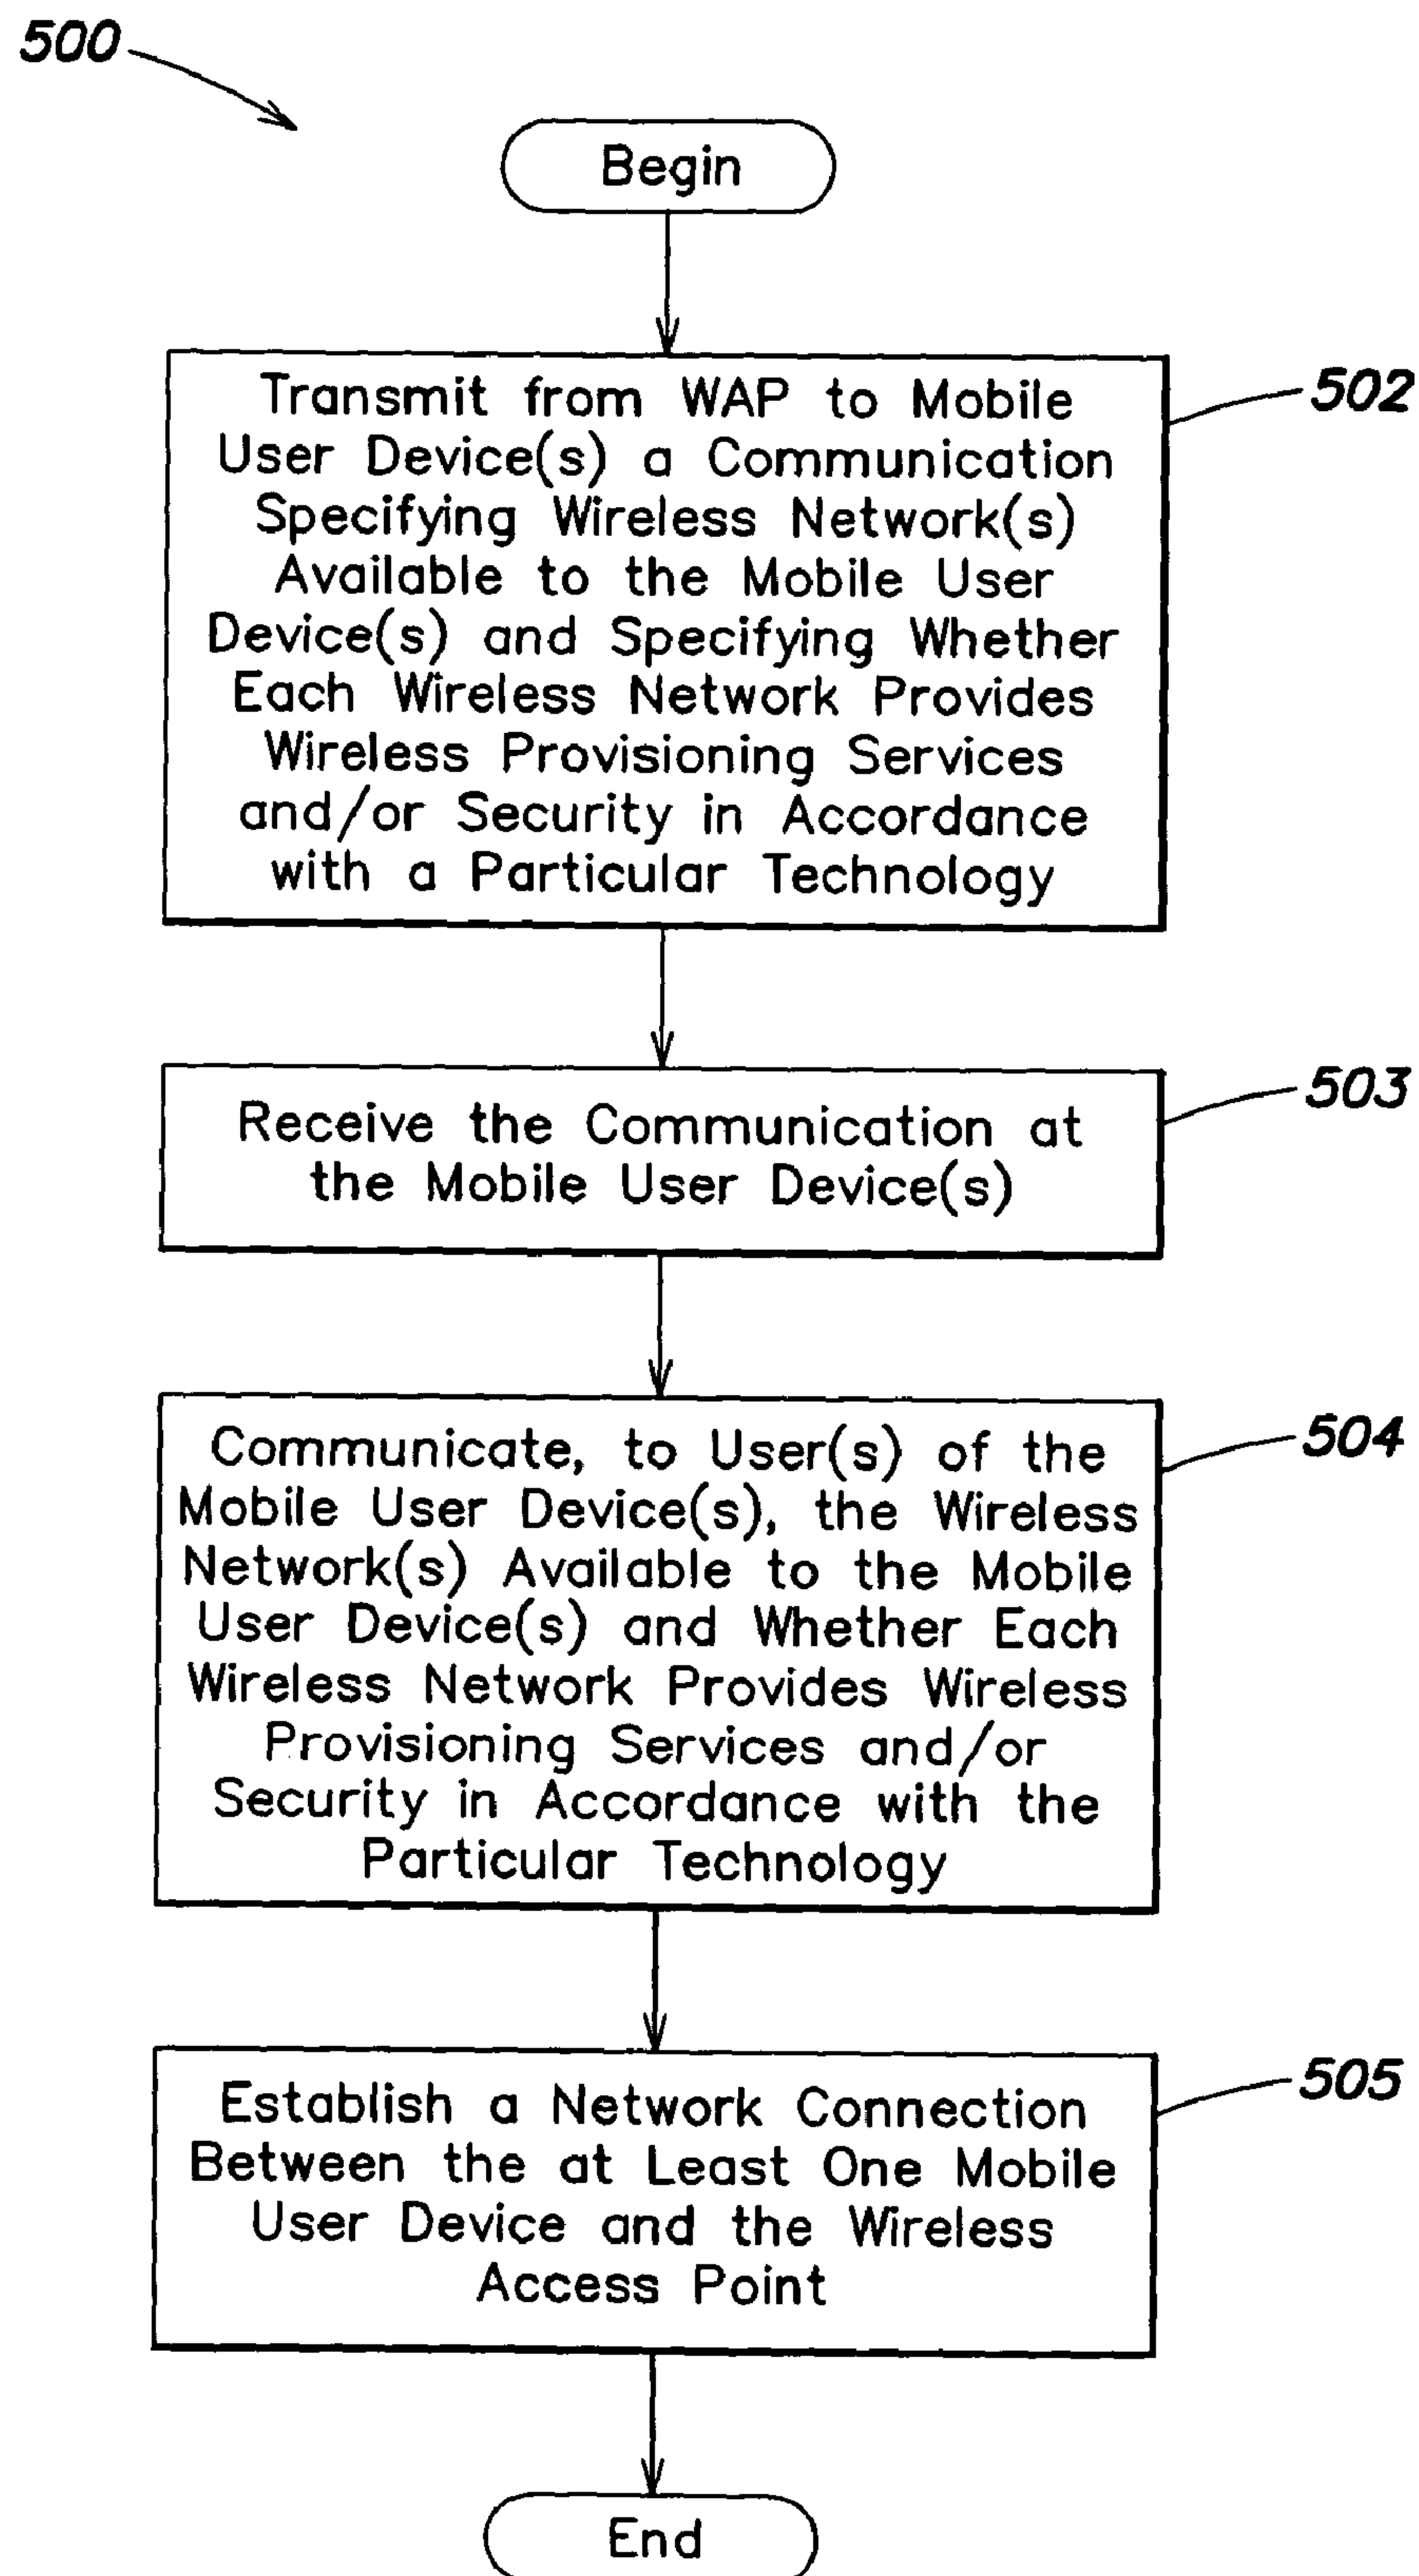 500
Begin
Transmit from WAP to Mobile
User Device(s) a Communication
Specifying Wireless Network(s)
Available to the Mobile User
Device(s) and Specifying Whether
Each Wireless Network Provides
Wireless Provisioning Services
and/or Security in Accordance
with a Particular Technology
502
Receive the Communication at
the Mobile User Device(s)
503
Communicate, to User(s) of the
Mobile User Device(s), the Wireless
Network(s) Available to the Mobile
User Device(s) and Whether Each
Wireless Network Provides Wireless
Provisioning Services and/or
Security in Accordance with the
Particular Technology
504
Establish a Network Connection
Between the at Least One Mobile
User Device and the Wireless
Access Point
505
End